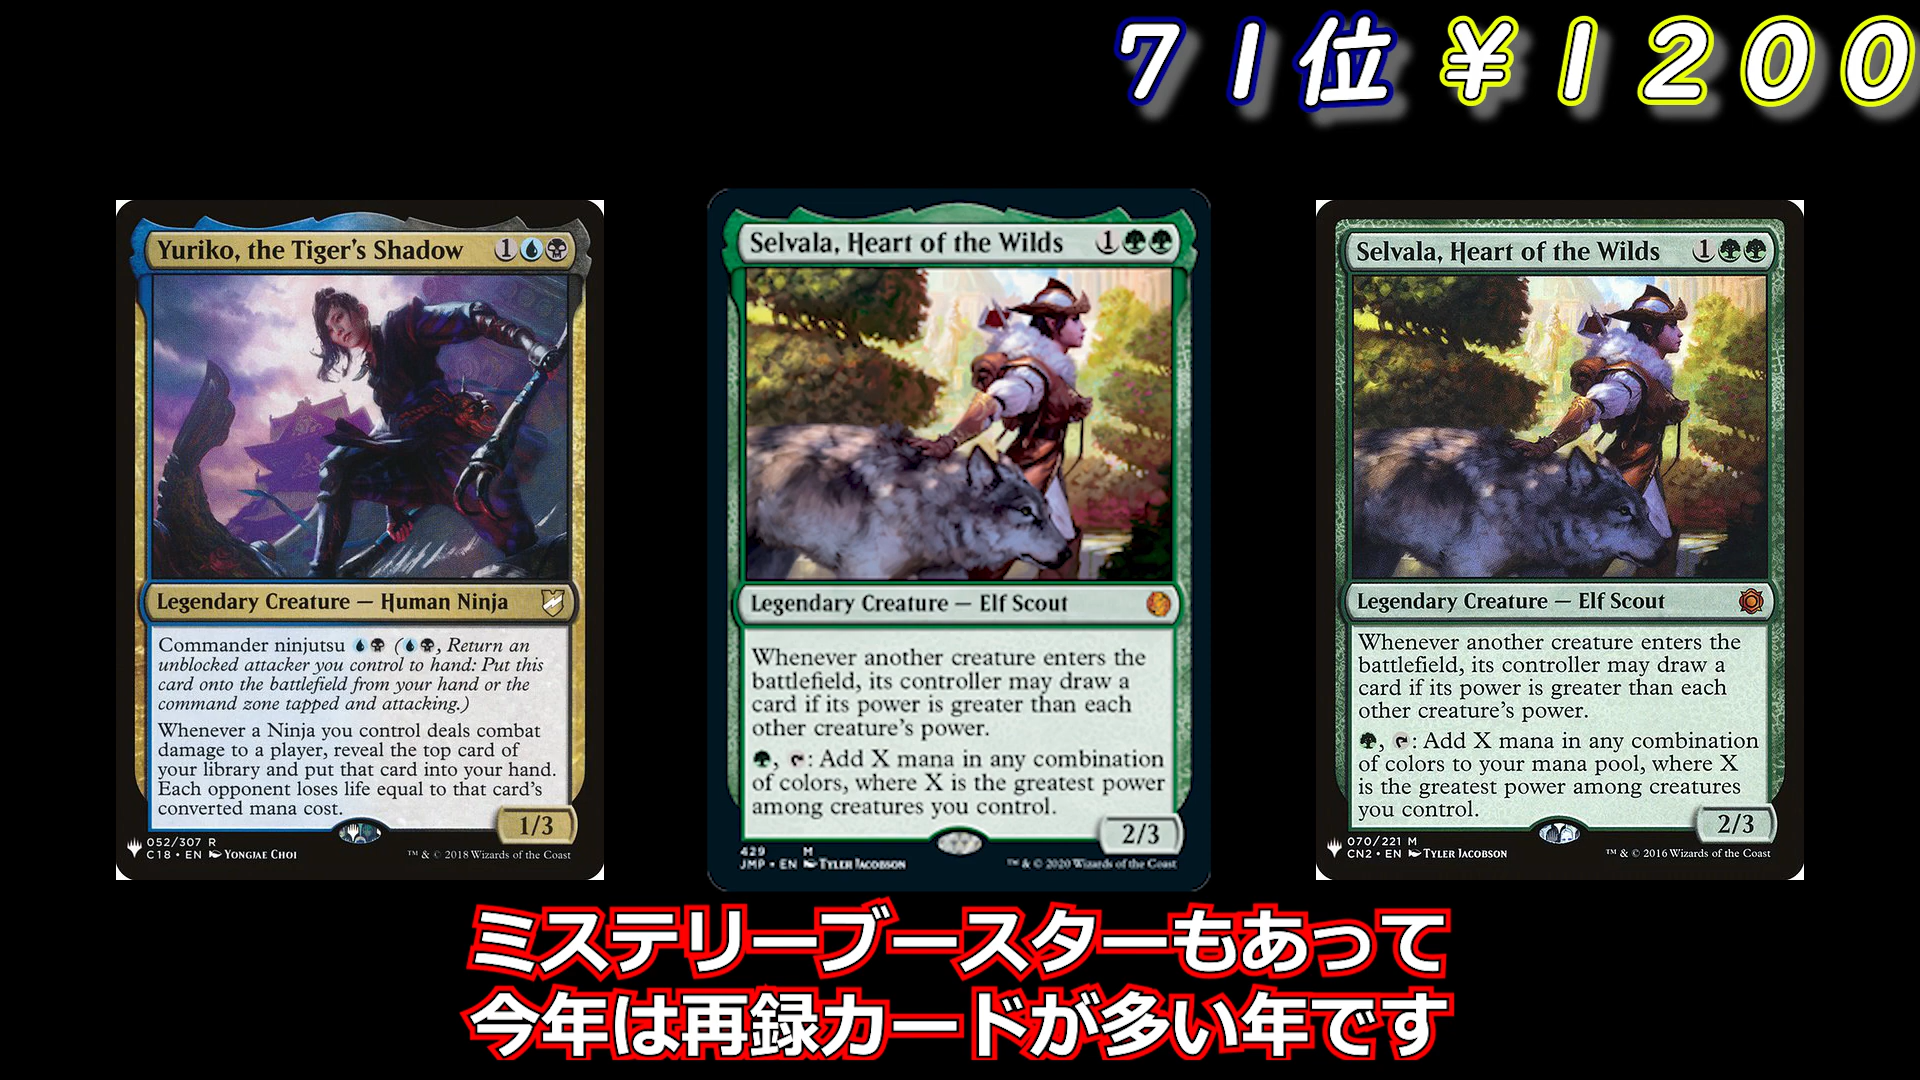 71位 ¥1200
Yuriko, the Tiger's Shadow 1
Legendary Creature — Human Ninja
Commander ninjutsu (, Return an
unblocked attacker you control to hand: Put this
card onto the battlefield from your hand or the
command zone tapped and attacking.)
Whenever a Ninja you control deals combat
damage to a player, reveal the top card of
your library and put that card into your hand.
Each opponent loses life equal to that card's
converted mana cost.
1/3
052/307 R
C18 • EN Yongjae Choi
™ & © 2018 Wizards of the Coast
Selvala, Heart of the Wilds 1
Legendary Creature — Elf Scout
Whenever another creature enters the
battlefield, its controller may draw a
card if its power is greater than each
other creature's power.
, : Add X mana in any combination
of colors, where X is the greatest power
among creatures you control.
2/3
429 M
JMP • EN Tyler Jacobson
™ & © 2020 Wizards of the Coast
Selvala, Heart of the Wilds 1
Legendary Creature — Elf Scout
Whenever another creature enters the
battlefield, its controller may draw a
card if its power is greater than each
other creature's power.
, : Add X mana in any combination
of colors to your mana pool, where X
is the greatest power among creatures
you control.
2/3
070/221 M
CN2 • EN Tyler Jacobson
™ & © 2016 Wizards of the Coast
ミステリーブースターもあって
今年は再録カードが多い年です